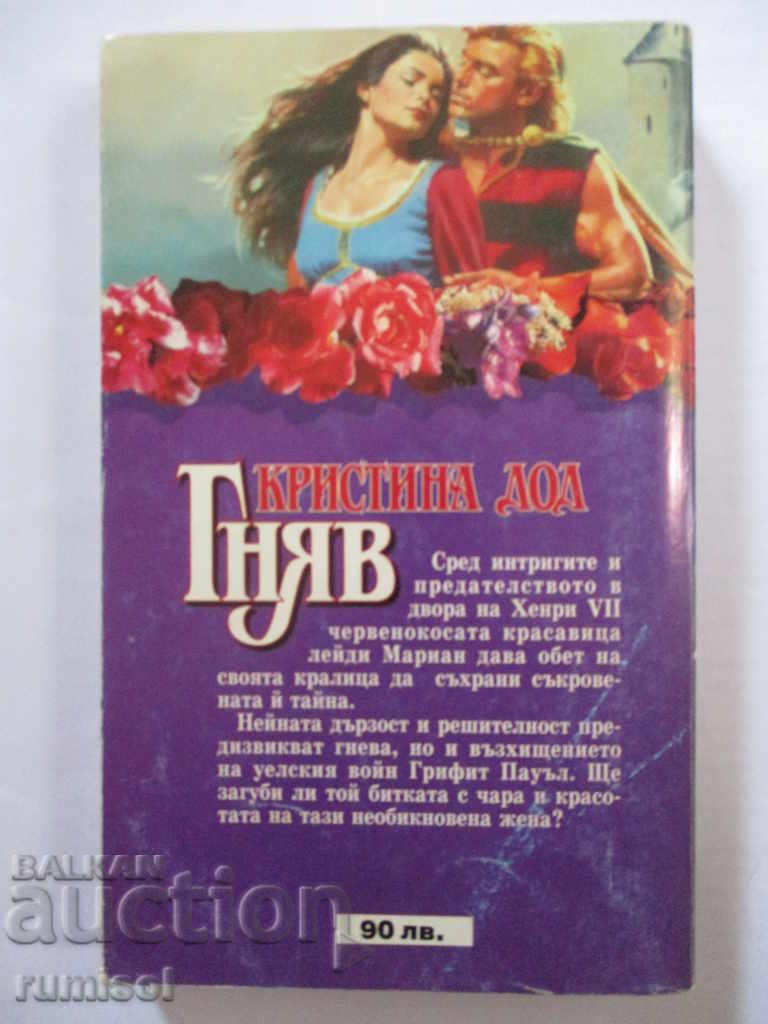 КРИСТИНА ДОД
ГНЯВ
Сред интригите и
предателството в
двора на Хенри VII
червенокосата красавица
лейди Мариан дава обет на
своята кралица да съхрани съкрове-
ната ѝ тайна.
Нейната дързост и решителност пре-
дизвикват гнева, но и възхищението
на уелския войн Грифит Пауъл. Ще
загуби ли той битката с чара и красо-
тата на тази необикновена жена?
90 лв.
BALKAN
auction
rumisol